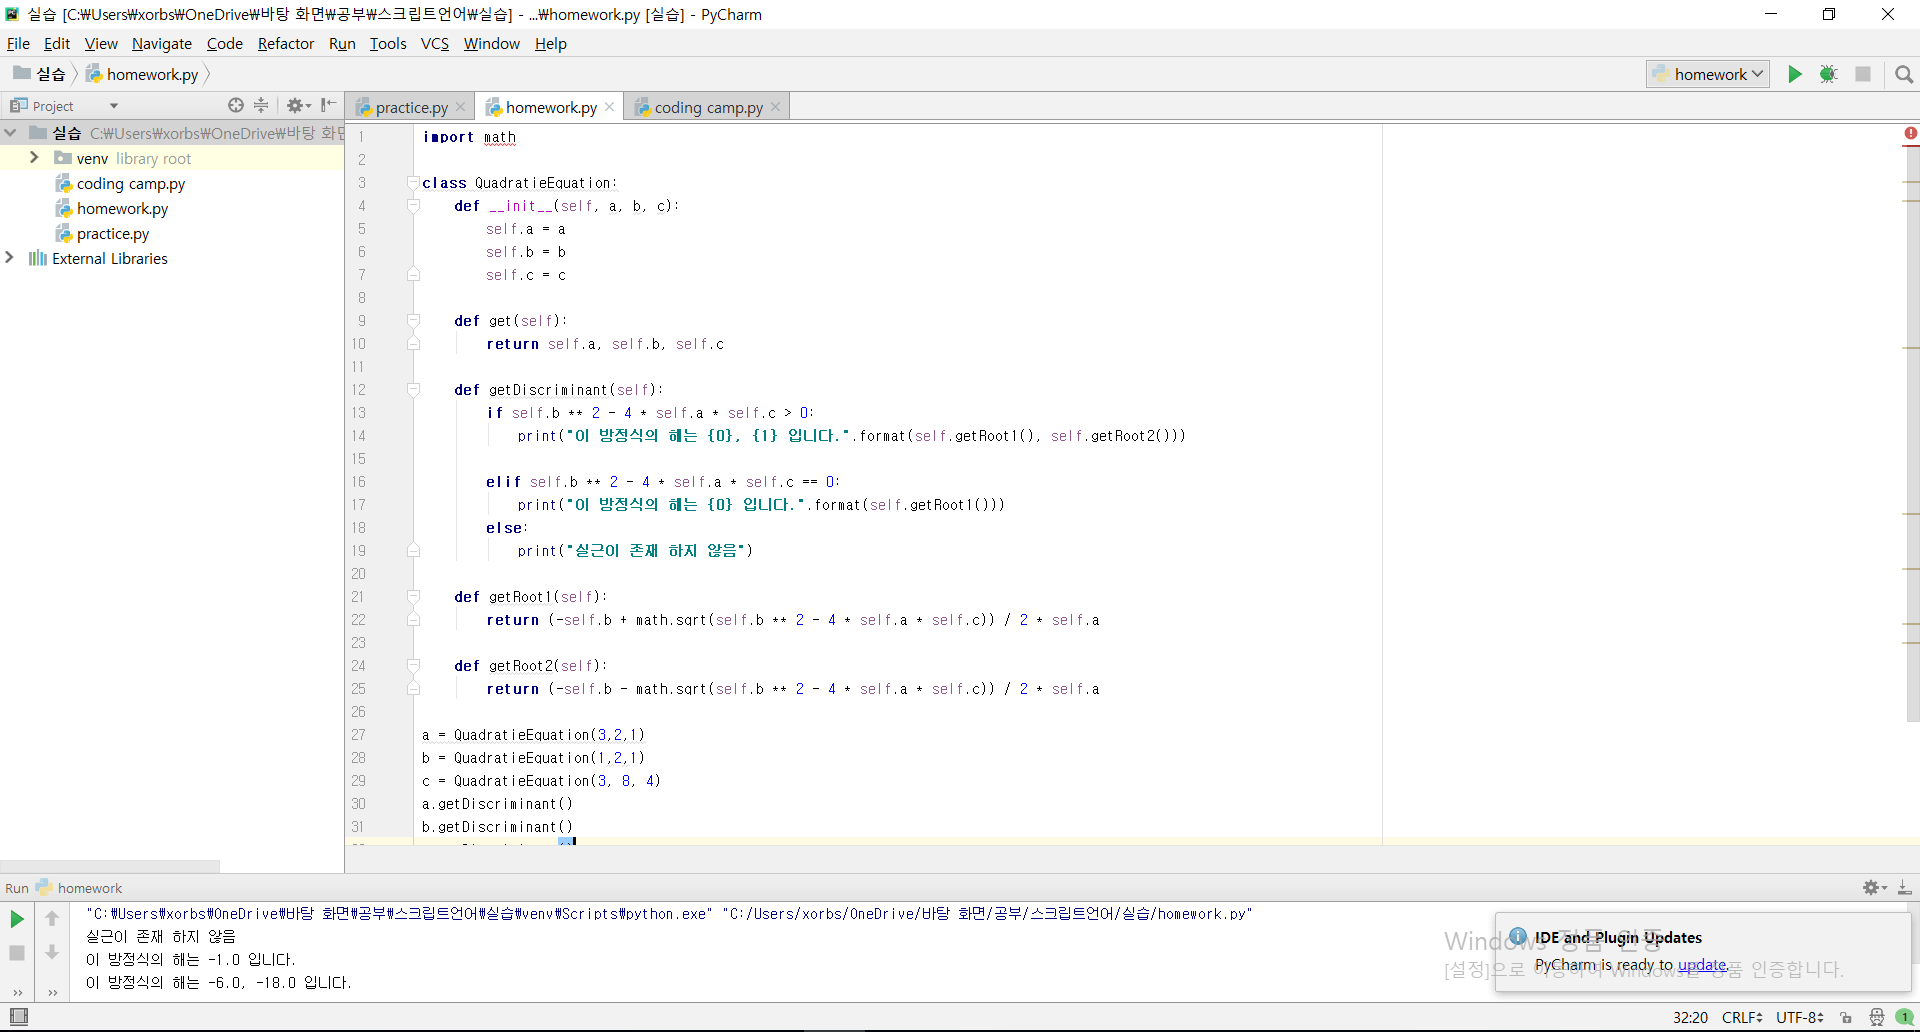 실습 [C:₩Users₩xorbs₩OneDrive₩바탕 화면₩공부₩스크립트언어₩실습] - ...₩homework.py [실습] - PyCharm
File Edit View Navigate Code Refactor Run Tools VCS Window Help
실습 homework.py
homework
Project
practice.py homework.py coding camp.py
실습 C:₩Users₩xorbs₩OneDrive₩바탕 화면
venv library root
coding camp.py
homework.py
practice.py
External Libraries
1 import math
2
3 class QuadratieEquation:
4 def __init__(self, a, b, c):
5 self.a = a
6 self.b = b
7 self.c = c
8
9 def get(self):
10 return self.a, self.b, self.c
11
12 def getDiscriminant(self):
13 if self.b ** 2 - 4 * self.a * self.c > 0:
14 print("이 방정식의 해는 {0}, {1} 입니다.".format(self.getRoot1(), self.getRoot2()))
15
16 elif self.b ** 2 - 4 * self.a * self.c == 0:
17 print("이 방정식의 해는 {0} 입니다.".format(self.getRoot1()))
18 else:
19 print("실근이 존재 하지 않음")
20
21 def getRoot1(self):
22 return (-self.b + math.sqrt(self.b ** 2 - 4 * self.a * self.c)) / 2 * self.a
23
24 def getRoot2(self):
25 return (-self.b - math.sqrt(self.b ** 2 - 4 * self.a * self.c)) / 2 * self.a
26
27 a = QuadratieEquation(3,2,1)
28 b = QuadratieEquation(1,2,1)
29 c = QuadratieEquation(3, 8, 4)
30 a.getDiscriminant()
31 b.getDiscriminant()
Run homework
"C:₩Users₩xorbs₩OneDrive₩바탕 화면₩공부₩스크립트언어₩실습₩venv₩Scripts₩python.exe" "C:/Users/xorbs/OneDrive/바탕 화면/공부/스크립트언어/실습/homework.py"
실근이 존재 하지 않음
이 방정식의 해는 -1.0 입니다.
이 방정식의 해는 -6.0, -18.0 입니다.
Windows 정품 인증
[설정]으로 이동하여 Windows를 정품 인증합니다.
IDE and Plugin Updates
PyCharm is ready to update.
32:20 CRLF UTF-8 1